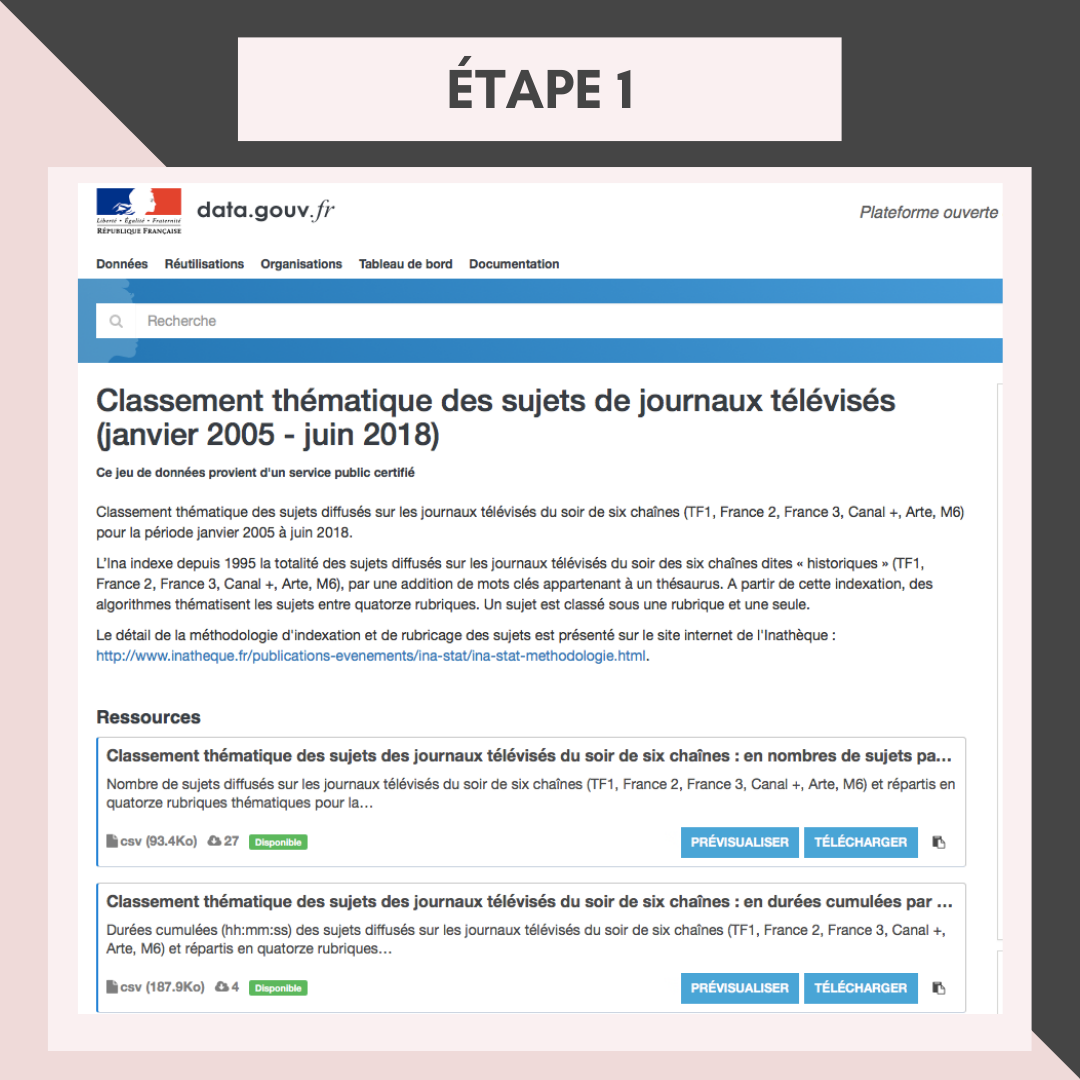 ÉTAPE 1
Liberté • Égalité • Fraternité
RÉPUBLIQUE FRANÇAISE
data.gouv.fr
Plateforme ouverte
Données Réutilisations Organisations Tableau de bord Documentation
Recherche
Classement thématique des sujets de journaux télévisés
(janvier 2005 - juin 2018)
Ce jeu de données provient d'un service public certifié
Classement thématique des sujets diffusés sur les journaux télévisés du soir de six chaînes (TF1, France 2, France 3, Canal +, Arte, M6)
pour la période janvier 2005 à juin 2018.
L'Ina indexe depuis 1995 la totalité des sujets diffusés sur les journaux télévisés du soir des six chaînes dites « historiques » (TF1,
France 2, France 3, Canal +, Arte, M6), par une addition de mots clés appartenant à un thésaurus. A partir de cette indexation, des
algorithmes thématisent les sujets entre quatorze rubriques. Un sujet est classé sous une rubrique et une seule.
Le détail de la méthodologie d'indexation et de rubricage des sujets est présenté sur le site internet de l'Inathèque :
http://www.inatheque.fr/publications-evenements/ina-stat/ina-stat-methodologie.html.
Ressources
Classement thématique des sujets des journaux télévisés du soir de six chaînes : en nombres de sujets pa...
Nombre de sujets diffusés sur les journaux télévisés du soir de six chaînes (TF1, France 2, France 3, Canal +, Arte, M6) et répartis en
quatorze rubriques thématiques pour la...
csv (93.4Ko) 27 Disponible PRÉVISUALISER TÉLÉCHARGER
Classement thématique des sujets des journaux télévisés du soir de six chaînes : en durées cumulées par ...
Durées cumulées (hh:mm:ss) des sujets diffusés sur les journaux télévisés du soir de six chaînes (TF1, France 2, France 3, Canal +,
Arte, M6) et répartis en quatorze rubriques...
csv (187.9Ko) 4 Disponible PRÉVISUALISER TÉLÉCHARGER